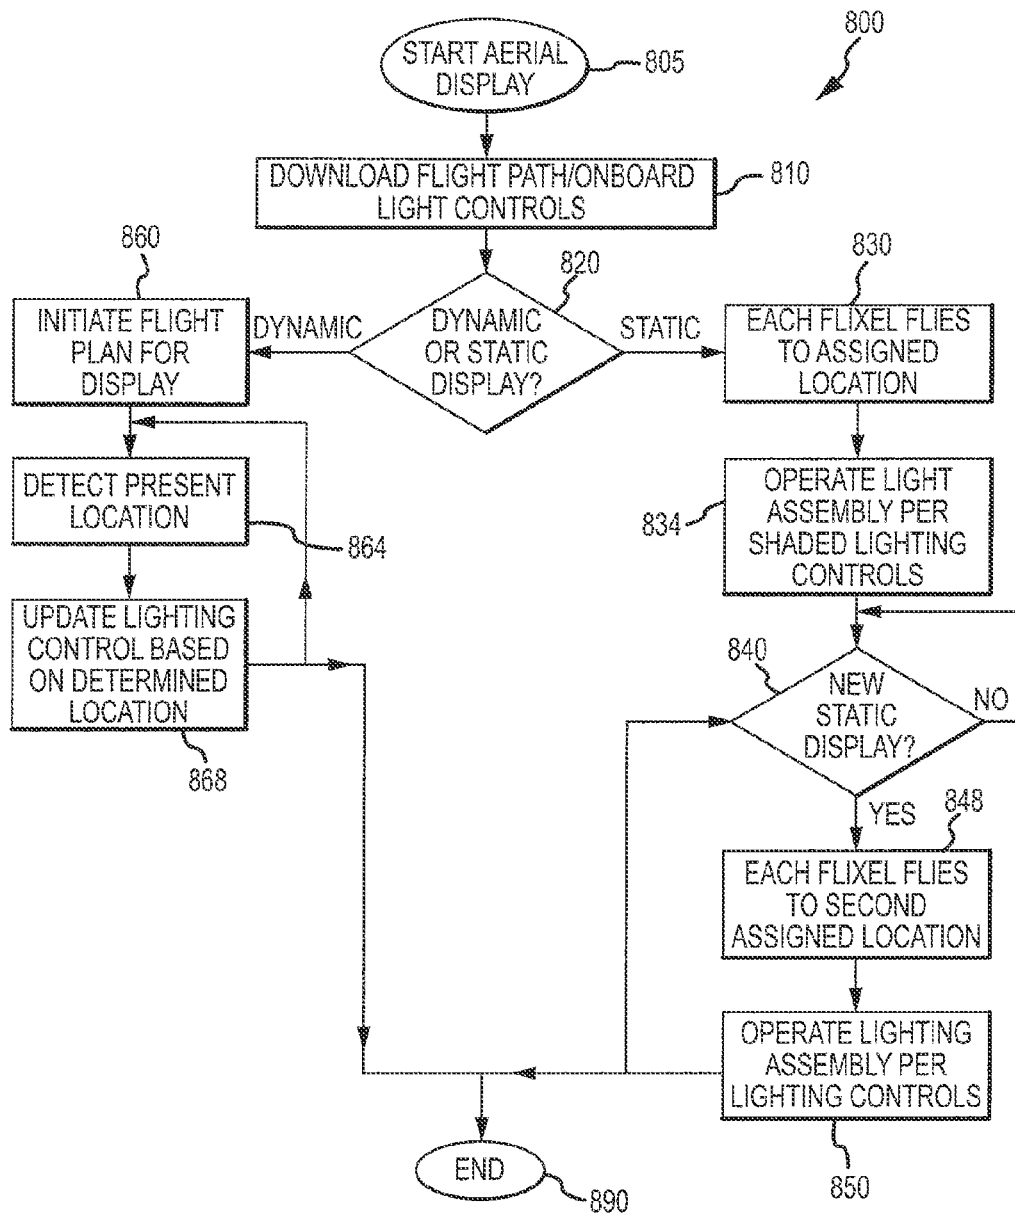 800
START AERIAL
DISPLAY
805
DOWNLOAD FLIGHT PATH/ONBOARD
LIGHT CONTROLS
810
820
DYNAMIC
OR STATIC
DISPLAY?
DYNAMIC
STATIC
860
INITIATE FLIGHT
PLAN FOR
DISPLAY
830
EACH FLIXEL FLIES
TO ASSIGNED
LOCATION
DETECT PRESENT
LOCATION
864
834
OPERATE LIGHT
ASSEMBLY PER
SHADED LIGHTING
CONTROLS
UPDATE LIGHTING
CONTROL BASED
ON DETERMINED
LOCATION
868
840
NEW
STATIC
DISPLAY?
NO
YES
848
EACH FLIXEL FLIES
TO SECOND
ASSIGNED LOCATION
OPERATE LIGHTING
ASSEMBLY PER
LIGHTING CONTROLS
850
END
890